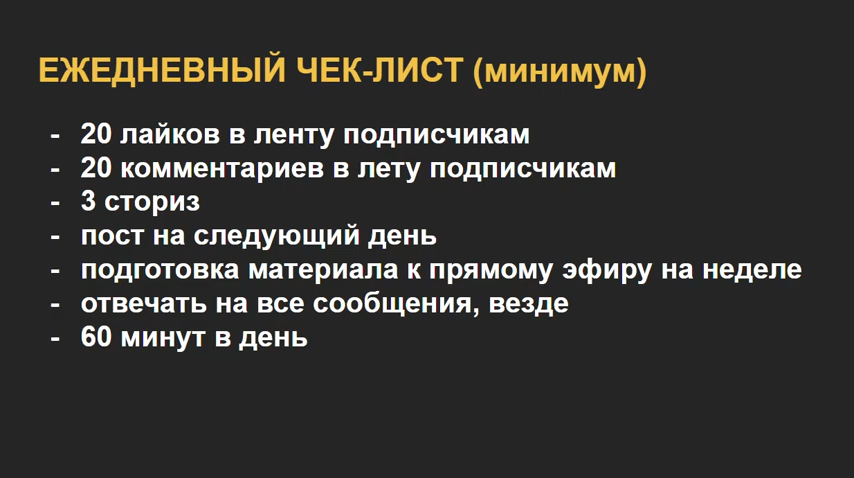 ЕЖЕДНЕВНЫЙ ЧЕК-ЛИСТ (минимум)
- 20 лайков в ленту подписчикам
- 20 комментариев в лету подписчикам
- 3 сториз
- пост на следующий день
- подготовка материала к прямому эфиру на неделе
- отвечать на все сообщения, везде
- 60 минут в день